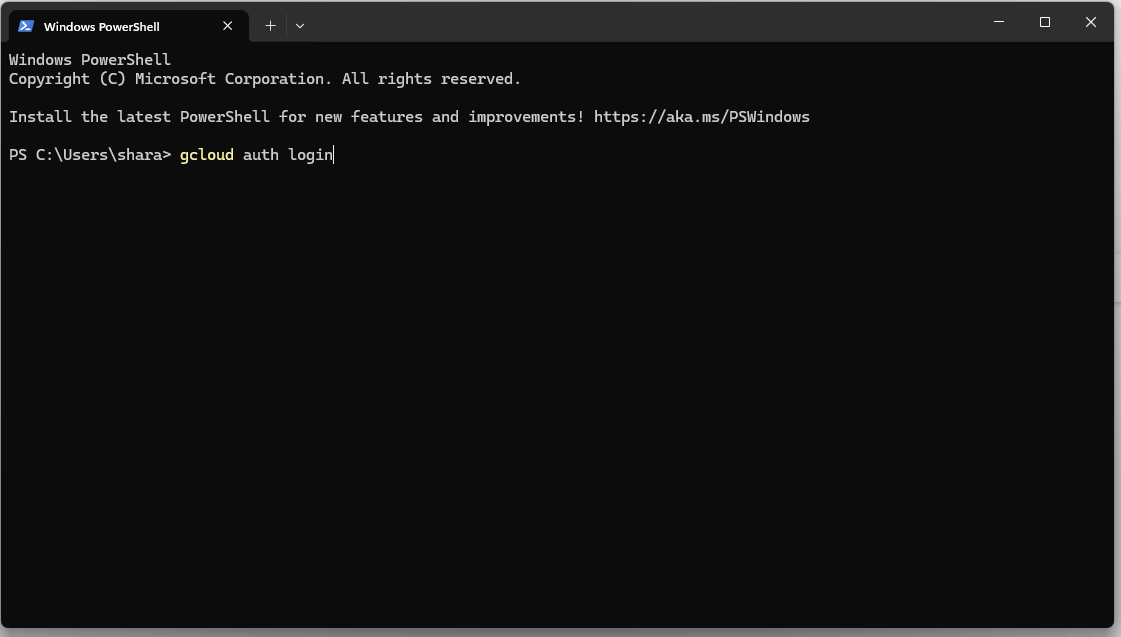 Windows PowerShell
Windows PowerShell
Copyright (C) Microsoft Corporation. All rights reserved.
Install the latest PowerShell for new features and improvements! https://aka.ms/PSWindows
PS C:\Users\shara> gcloud auth login